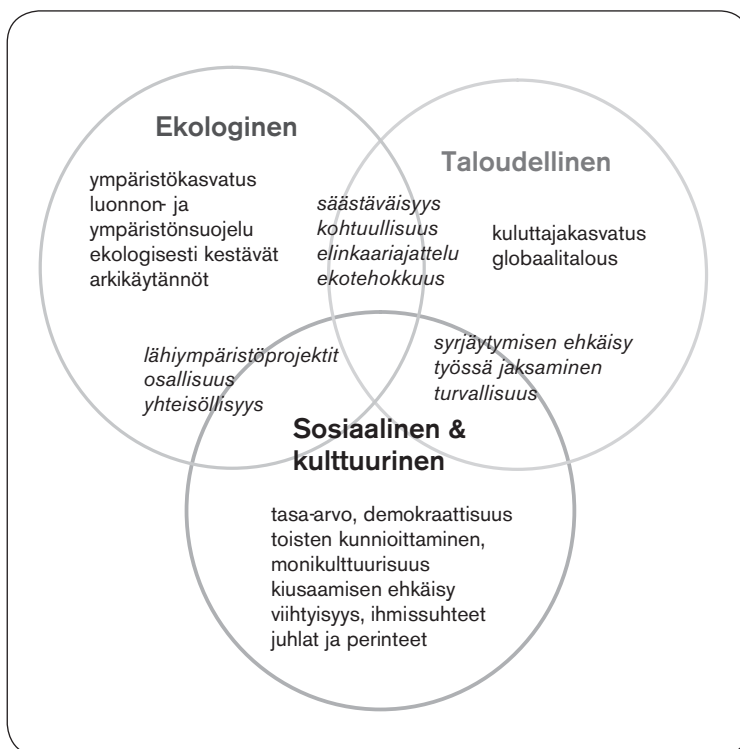 Ekologinen
ympäristökasvatus
luonnon- ja
ympäristönsuojelu
ekologisesti kestävät
arkikäytännöt
säästäväisyys
kohtuullisuus
elinkaariajattelu
ekotehokkuus
Taloudellinen
kuluttajakasvatus
globaalitalous
lähiympäristöprojektit
osallisuus
yhteisöllisyys
syrjäytymisen ehkäisy
työssä jaksaminen
turvallisuus
Sosiaalinen &
kulttuurinen
tasa-arvo, demokraattisuus
toisten kunnioittaminen,
monikulttuurisuus
kiusaamisen ehkäisy
viihtyisyys, ihmissuhteet
juhlat ja perinteet